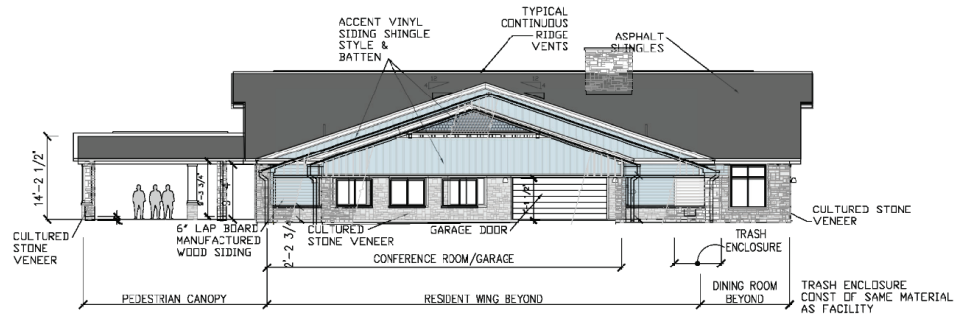 ACCENT VINYL
SIDING SHINGLE
STYLE &
BATTEN
TYPICAL
CONTINUOUS
RIDGE
VENTS
ASPHALT
SHINGLES
14'-2 1/2"
CULTURED
STONE
VENEER
6" LAP BOARD
MANUFACTURED
WOOD SIDING
2'-2 3/4
CULTURED
STONE VENEER
GARAGE DOOR
TRASH
ENCLOSURE
CULTURED STONE
VENEER
CONFERENCE ROOM/GARAGE
PEDESTRIAN CANOPY
RESIDENT WING BEYOND
DINING ROOM
BEYOND
TRASH ENCLOSURE
CONST OF SAME MATERIAL
AS FACILITY